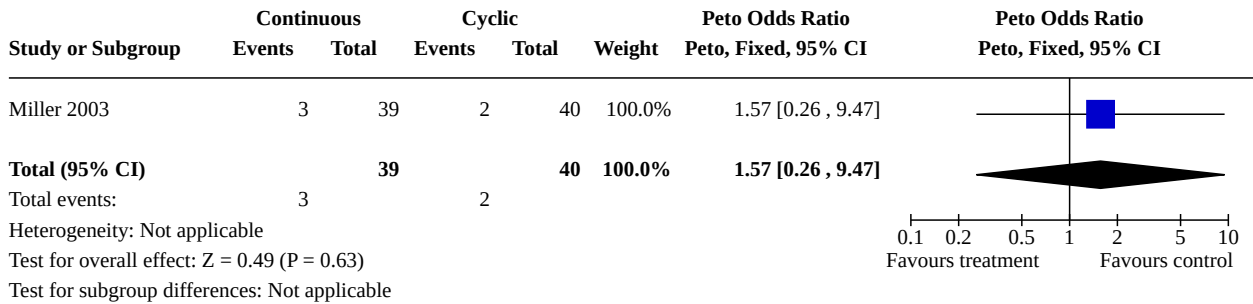 Continuous Cyclic Peto Odds Ratio Peto Odds Ratio
Study or Subgroup Events Total Events Total Weight Peto, Fixed, 95% CI Peto, Fixed, 95% CI
Miller 2003 3 39 2 40 100.0% 1.57 [0.26 , 9.47]
Total (95% CI) 39 40 100.0% 1.57 [0.26 , 9.47]
Total events: 3 2
Heterogeneity: Not applicable
0.1 0.2 0.5 1 2 5 10
Test for overall effect: Z = 0.49 (P = 0.63)
Favours treatment Favours control
Test for subgroup differences: Not applicable